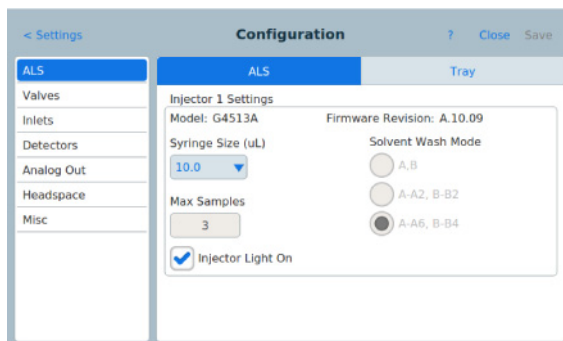 < Settings
Configuration
? Close Save
ALS
Valves
Inlets
Detectors
Analog Out
Headspace
Misc
ALS Tray
Injector 1 Settings
Model: G4513A Firmware Revision: A.10.09
Syringe Size (uL) Solvent Wash Mode
10.0 A,B
A-A2, B-B2
Max Samples
3 A-A6, B-B4
Injector Light On